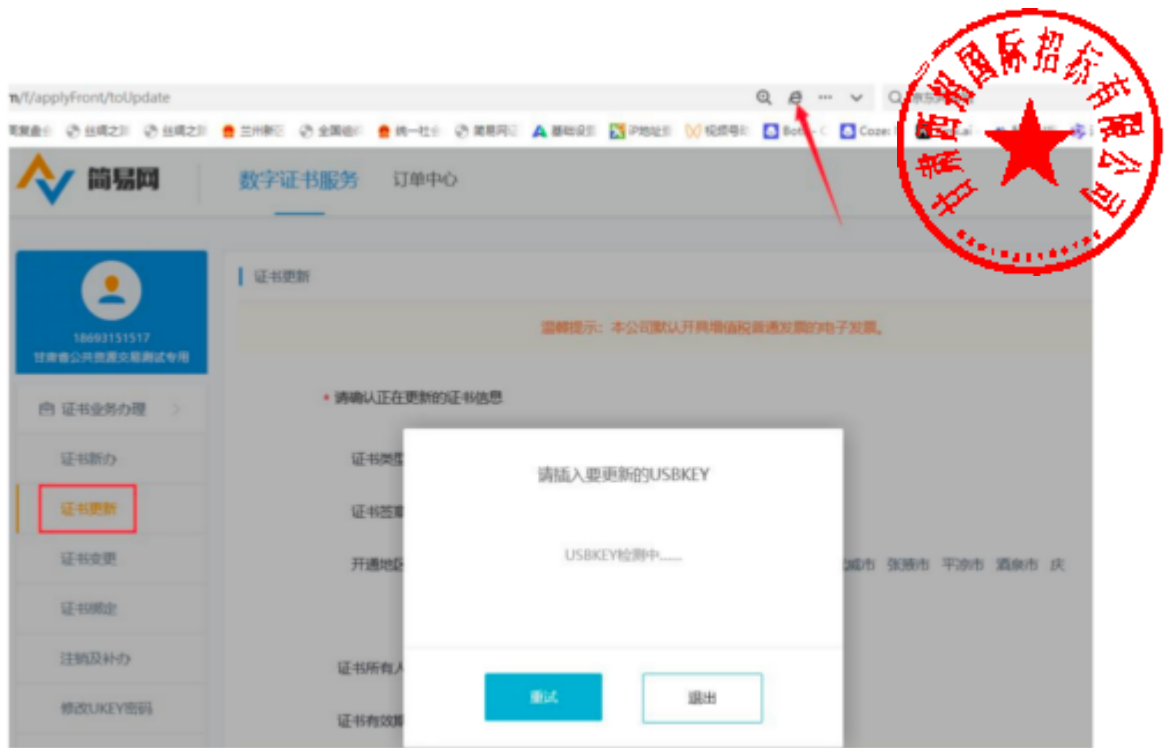 甘肃西招国际招标有限公司
n/f/applyFront/toUpdate
丝绸之 丝绸之 兰州新区 全国 统一社 简易网 基础设 IP地址 视频号 Bot Coze:
简易网 数字证书服务 订单中心
证书更新
温馨提示：本公司默认开具增值税普通发票的电子发票。
18693151517
甘肃省公共资源交易测试专用
* 请确认正在更新的证书信息
证书业务办理
证书类型
请插入要更新的USBKEY
证书新办
证书签章
证书更新
USBKEY检测中......
开通地区
威市 张掖市 平凉市 酒泉市 庆
证书变更
证书绑定
注销及补办
证书所有人
重试 退出
修改UKEY密码
证书有效期